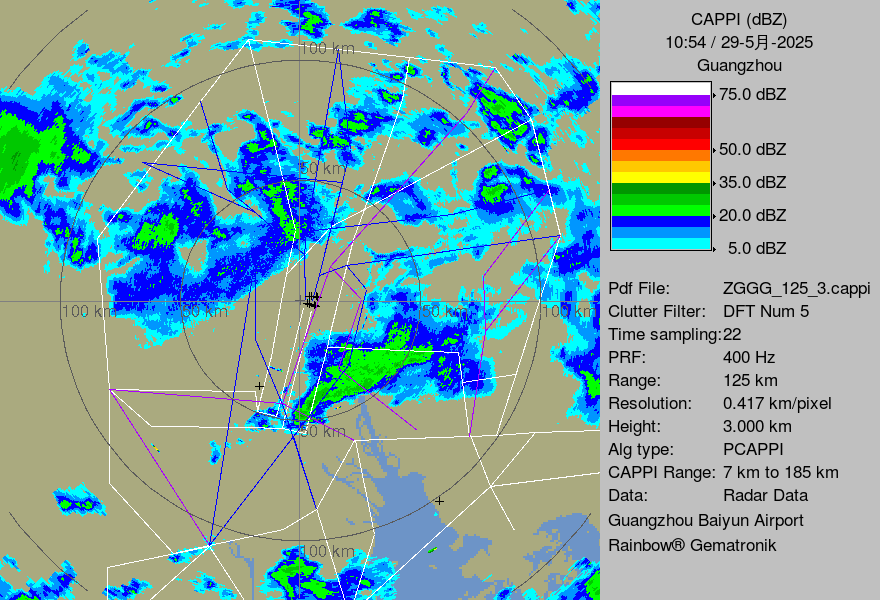 100 km
50 km
100 km
50 km
50 km
100 km
50 km
100 km
CAPPI (dBZ)
10:54 / 29-5月-2025
Guangzhou
75.0 dBZ
50.0 dBZ
35.0 dBZ
20.0 dBZ
5.0 dBZ
Pdf File: ZGGG_125_3.cappi
Clutter Filter: DFT Num 5
Time sampling:22
PRF: 400 Hz
Range: 125 km
Resolution: 0.417 km/pixel
Height: 3.000 km
Alg type: PCAPPI
CAPPI Range: 7 km to 185 km
Data: Radar Data
Guangzhou Baiyun Airport
Rainbow® Gematronik